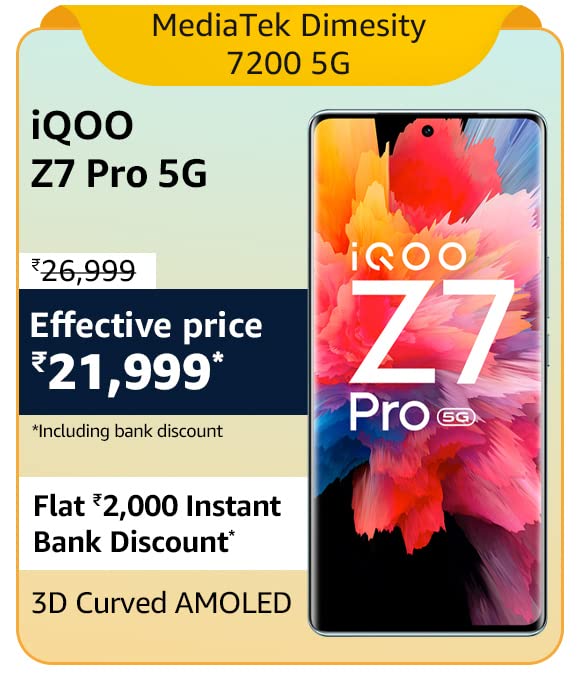 MediaTek Dimesity
7200 5G
iQOO
Z7 Pro 5G
₹26,999
Effective price
₹21,999*
*Including bank discount
Flat ₹2,000 Instant
Bank Discount*
3D Curved AMOLED
iQOO
Z7
Pro 5G